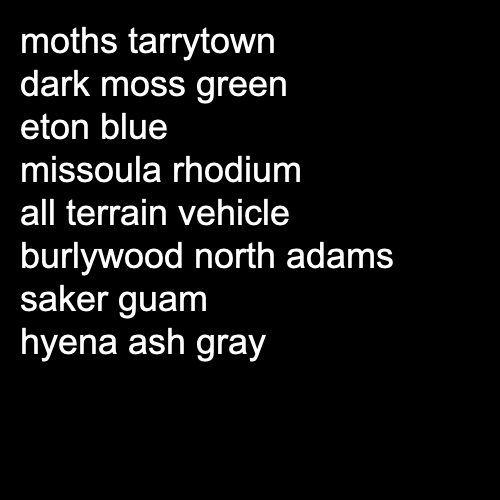 moths tarrytown
dark moss green
eton blue
missoula rhodium
all terrain vehicle
burlywood north adams
saker guam
hyena ash gray